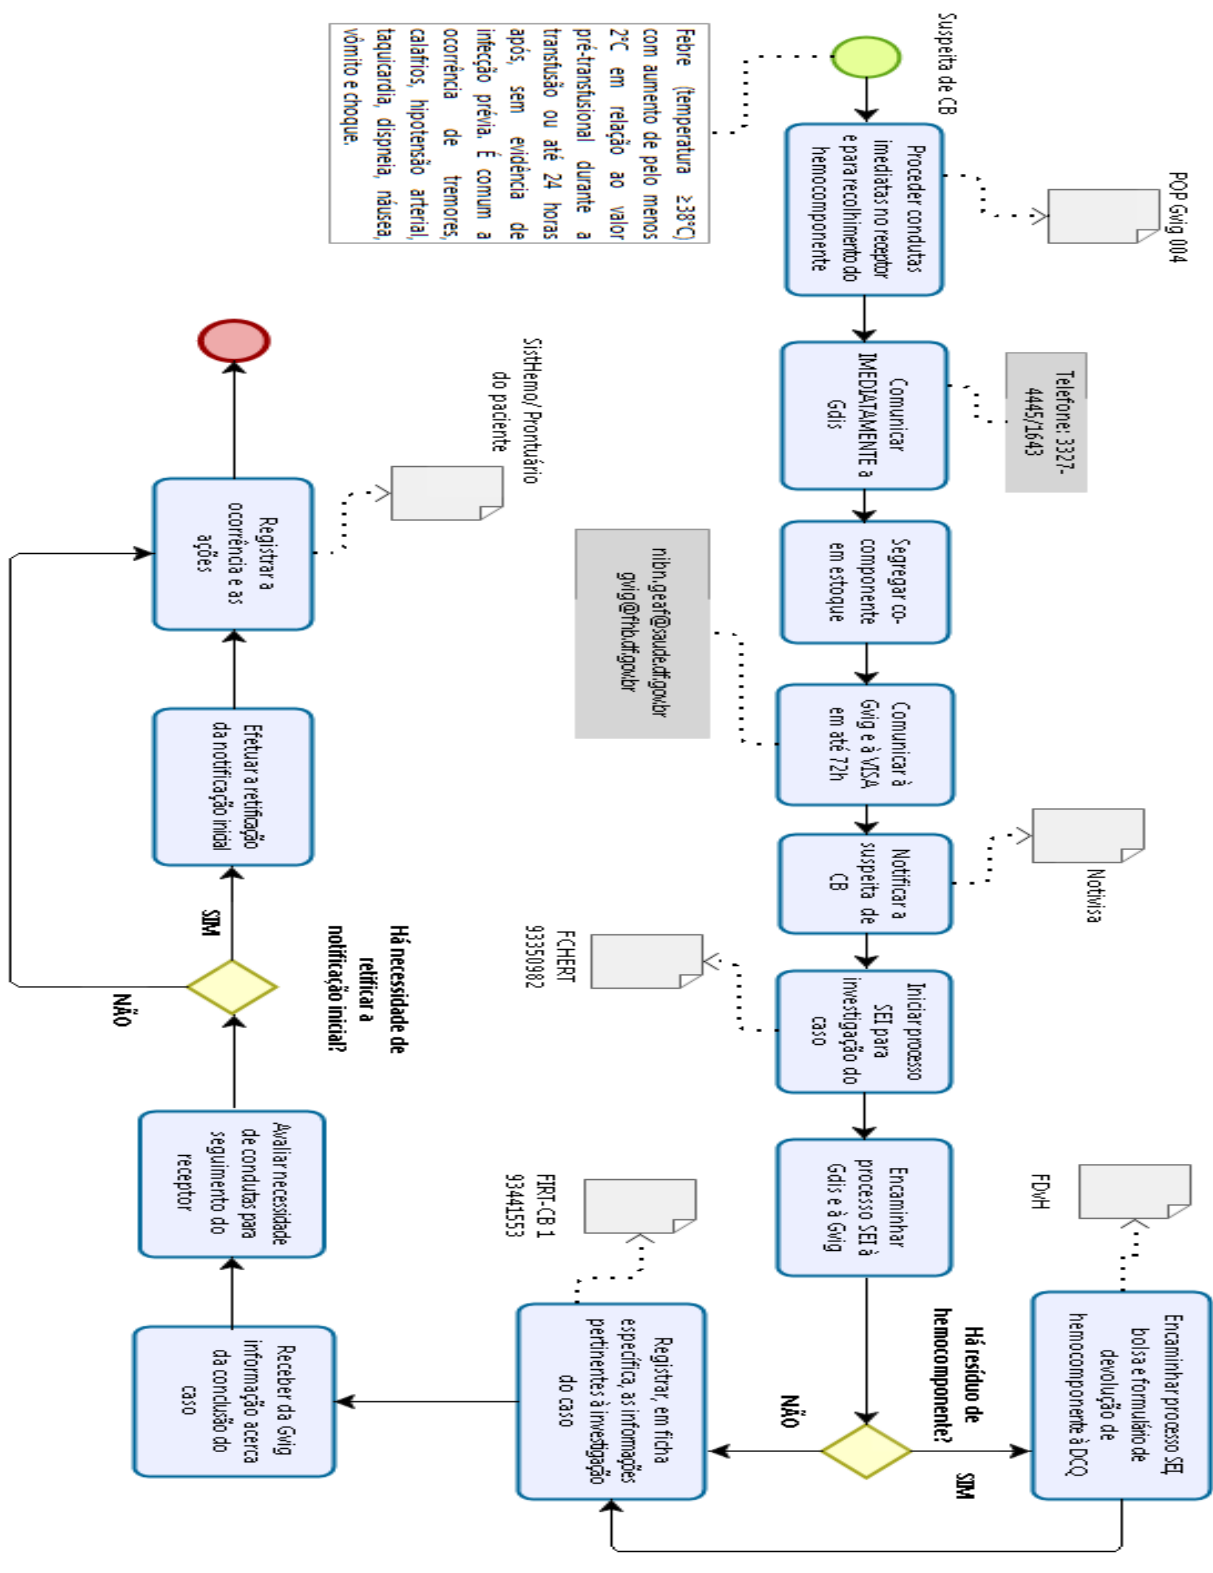 Suspeita de CB
Febre (temperatura ≥38°C)
com aumento de pelo menos
2°C em relação ao valor
pré-transfusional durante a
transfusão ou até 24 horas
após, sem evidência de
infecção prévia. É comum a
ocorrência de tremores,
calafrios, hipotensão arterial,
taquicardia, dispneia, náusea,
vômito e choque.
POP Gvig 004
Proceder condutas
imediatas no receptor
e para recolhimento do
hemocomponente
Telefone: 3327-
4445/1643
Comunicar
IMEDIATAMENTE a
Gdis
Segregar co-
componente
em estoque
Comunicar à
Gvig e à VISA
em até 72h
nibn.geaf@saude.df.gov.br
gvig@fhb.df.gov.br
Notificar a
suspeita de
CB
Notivisa
Iniciar processo
SEI para
investigação do
caso
FCHERT
93350982
Encaminhar
processo SEI à
Gdis e à Gvig
Há resíduo de
hemocomponente?
SIM
NÃO
Encaminhar processo SEI,
bolsa e formulário de
devolução de
hemocomponente à DCQ
FDvH
Registrar, em ficha
específica, as informações
pertinentes à investigação
do caso
FIRT-CB 1
93441553
Receber da Gvig
informação acerca
da conclusão do
caso
Avaliar necessidade
de condutas para
seguimento do
receptor
Há necessidade de
retificar a
notificação inicial?
SIM
NÃO
Efetuar a retificação
da notificação inicial
Registrar a
ocorrência e as
ações
SistHemo/ Prontuário
do paciente